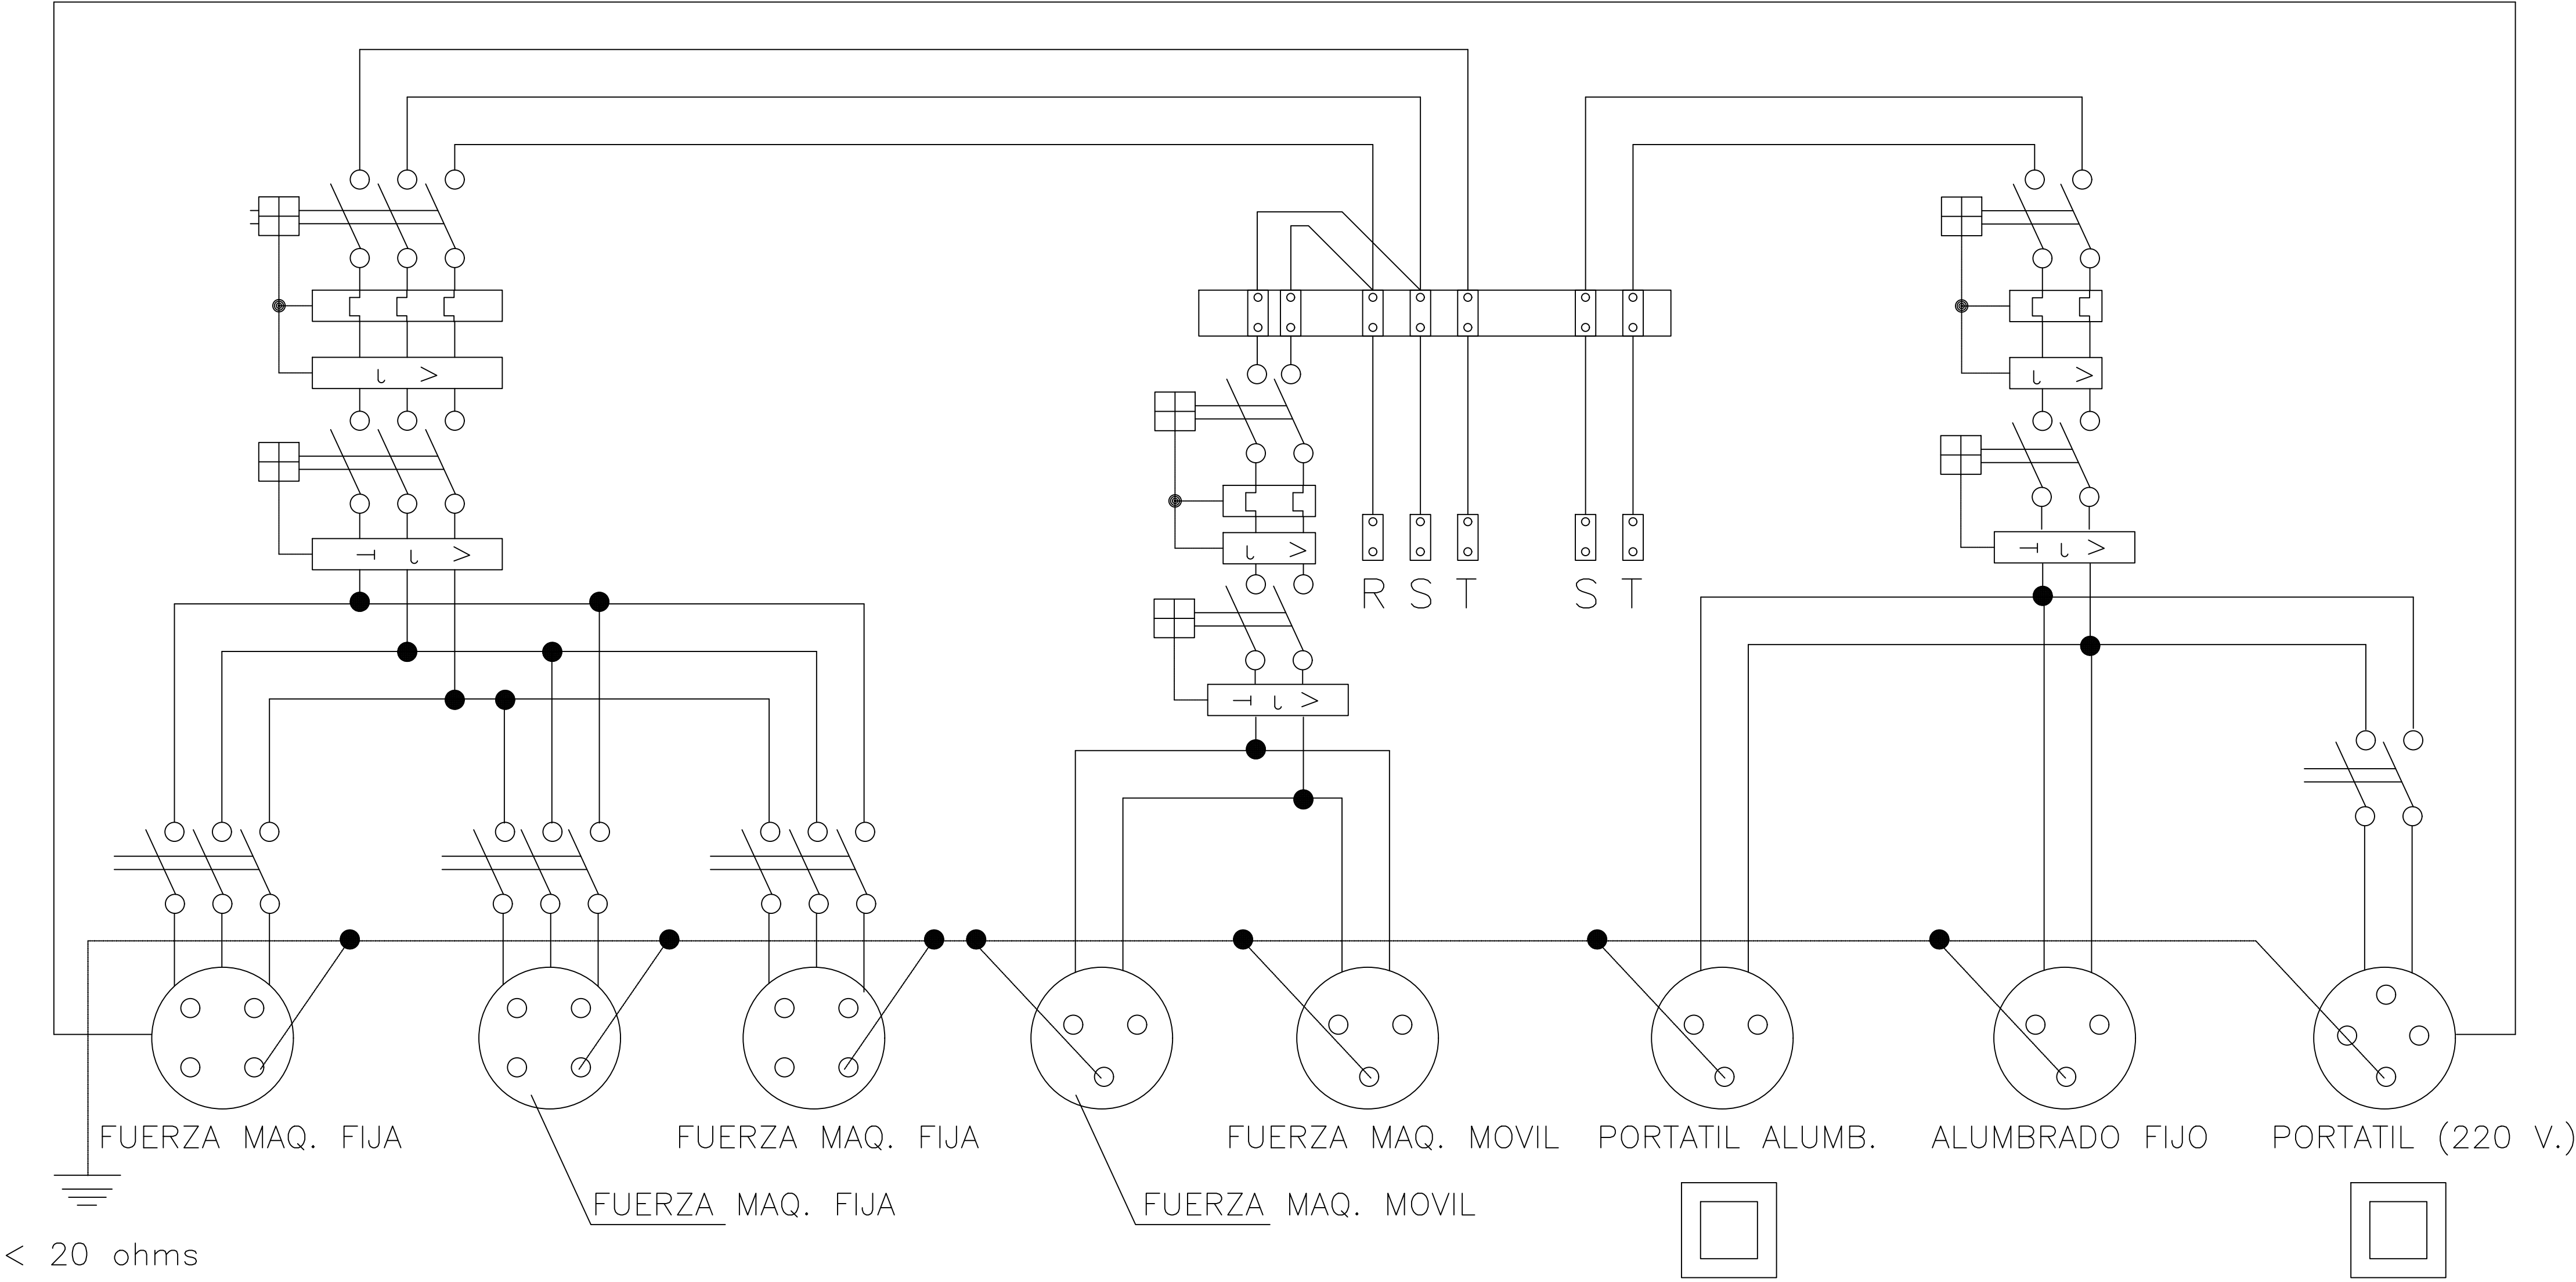 R S T S T
FUERZA MAQ. FIJA
FUERZA MAQ. FIJA
FUERZA MAQ. MOVIL
PORTATIL ALUMB.
ALUMBRADO FIJO
PORTATIL (220 V.)
FUERZA MAQ. FIJA
FUERZA MAQ. MOVIL
< 20 ohms